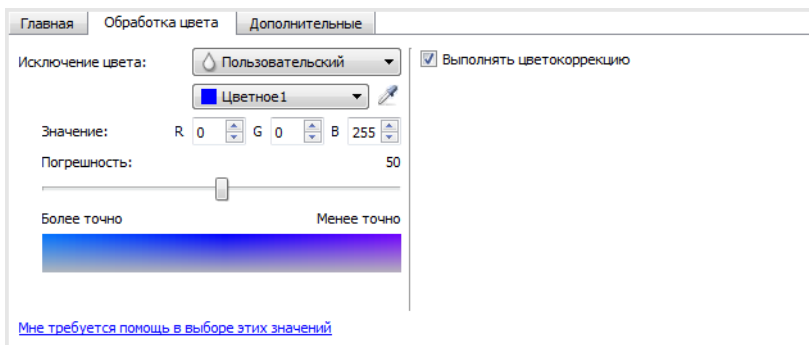 Главная Обработка цвета Дополнительные
Исключение цвета: Пользовательский
Цветное1
Значение: R 0 G 0 B 255
Погрешность: 50
Более точно Менее точно
Мне требуется помощь в выборе этих значений
Выполнять цветокоррекцию